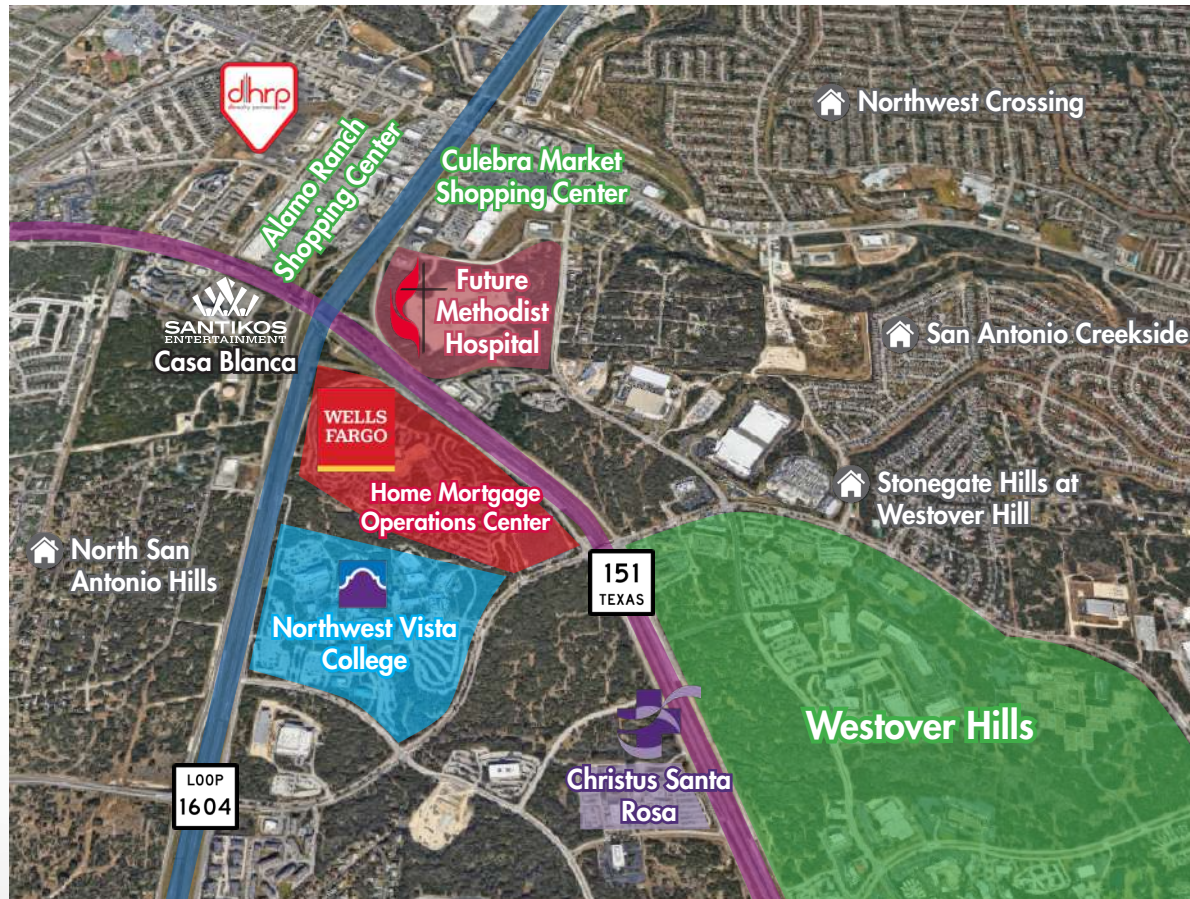 dhrp
Northwest Crossing
Alamo Ranch
Shopping Center
Culebra Market
Shopping Center
Future
Methodist
Hospital
SANTIKOS
ENTERTAINMENT
Casa Blanca
San Antonio Creekside
WELLS
FARGO
Home Mortgage
Operations Center
Stonegate Hills at
Westover Hill
North San
Antonio Hills
151
TEXAS
Northwest Vista
College
Westover Hills
LOOP
1604
Christus Santa
Rosa